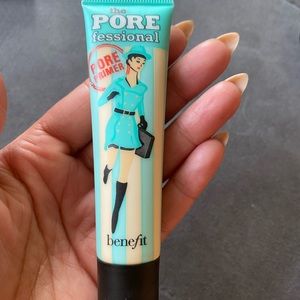 the
PORE
fessional
PORE
PRIMER
benefit